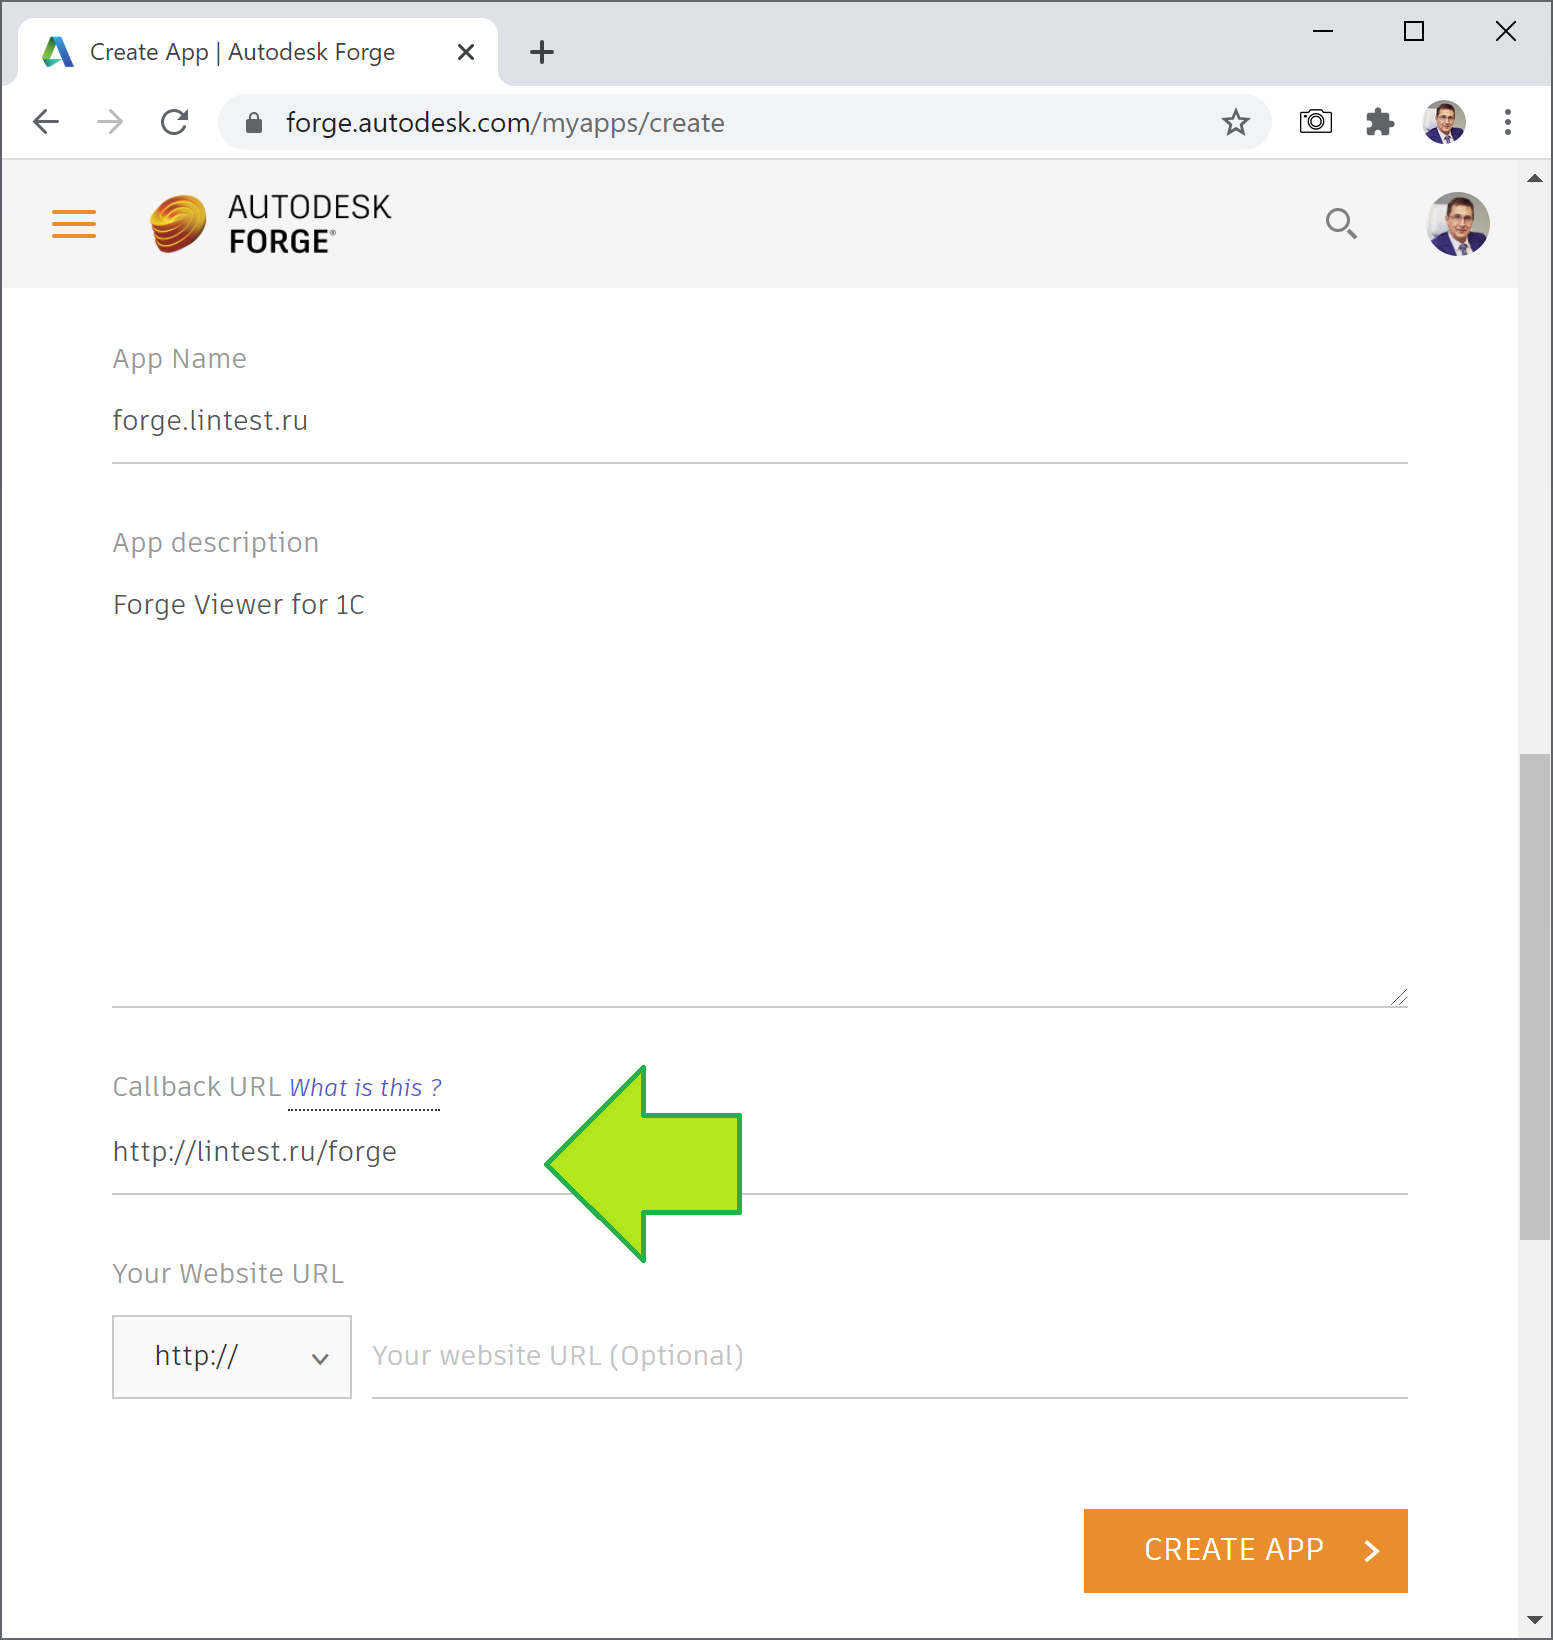 Create App | Autodesk Forge
forge.autodesk.com/myapps/create
AUTODESK
FORGE®
App Name
forge.lintest.ru
App description
Forge Viewer for 1C
Callback URL What is this ?
http://lintest.ru/forge
Your Website URL
http:// Your website URL (Optional)
CREATE APP